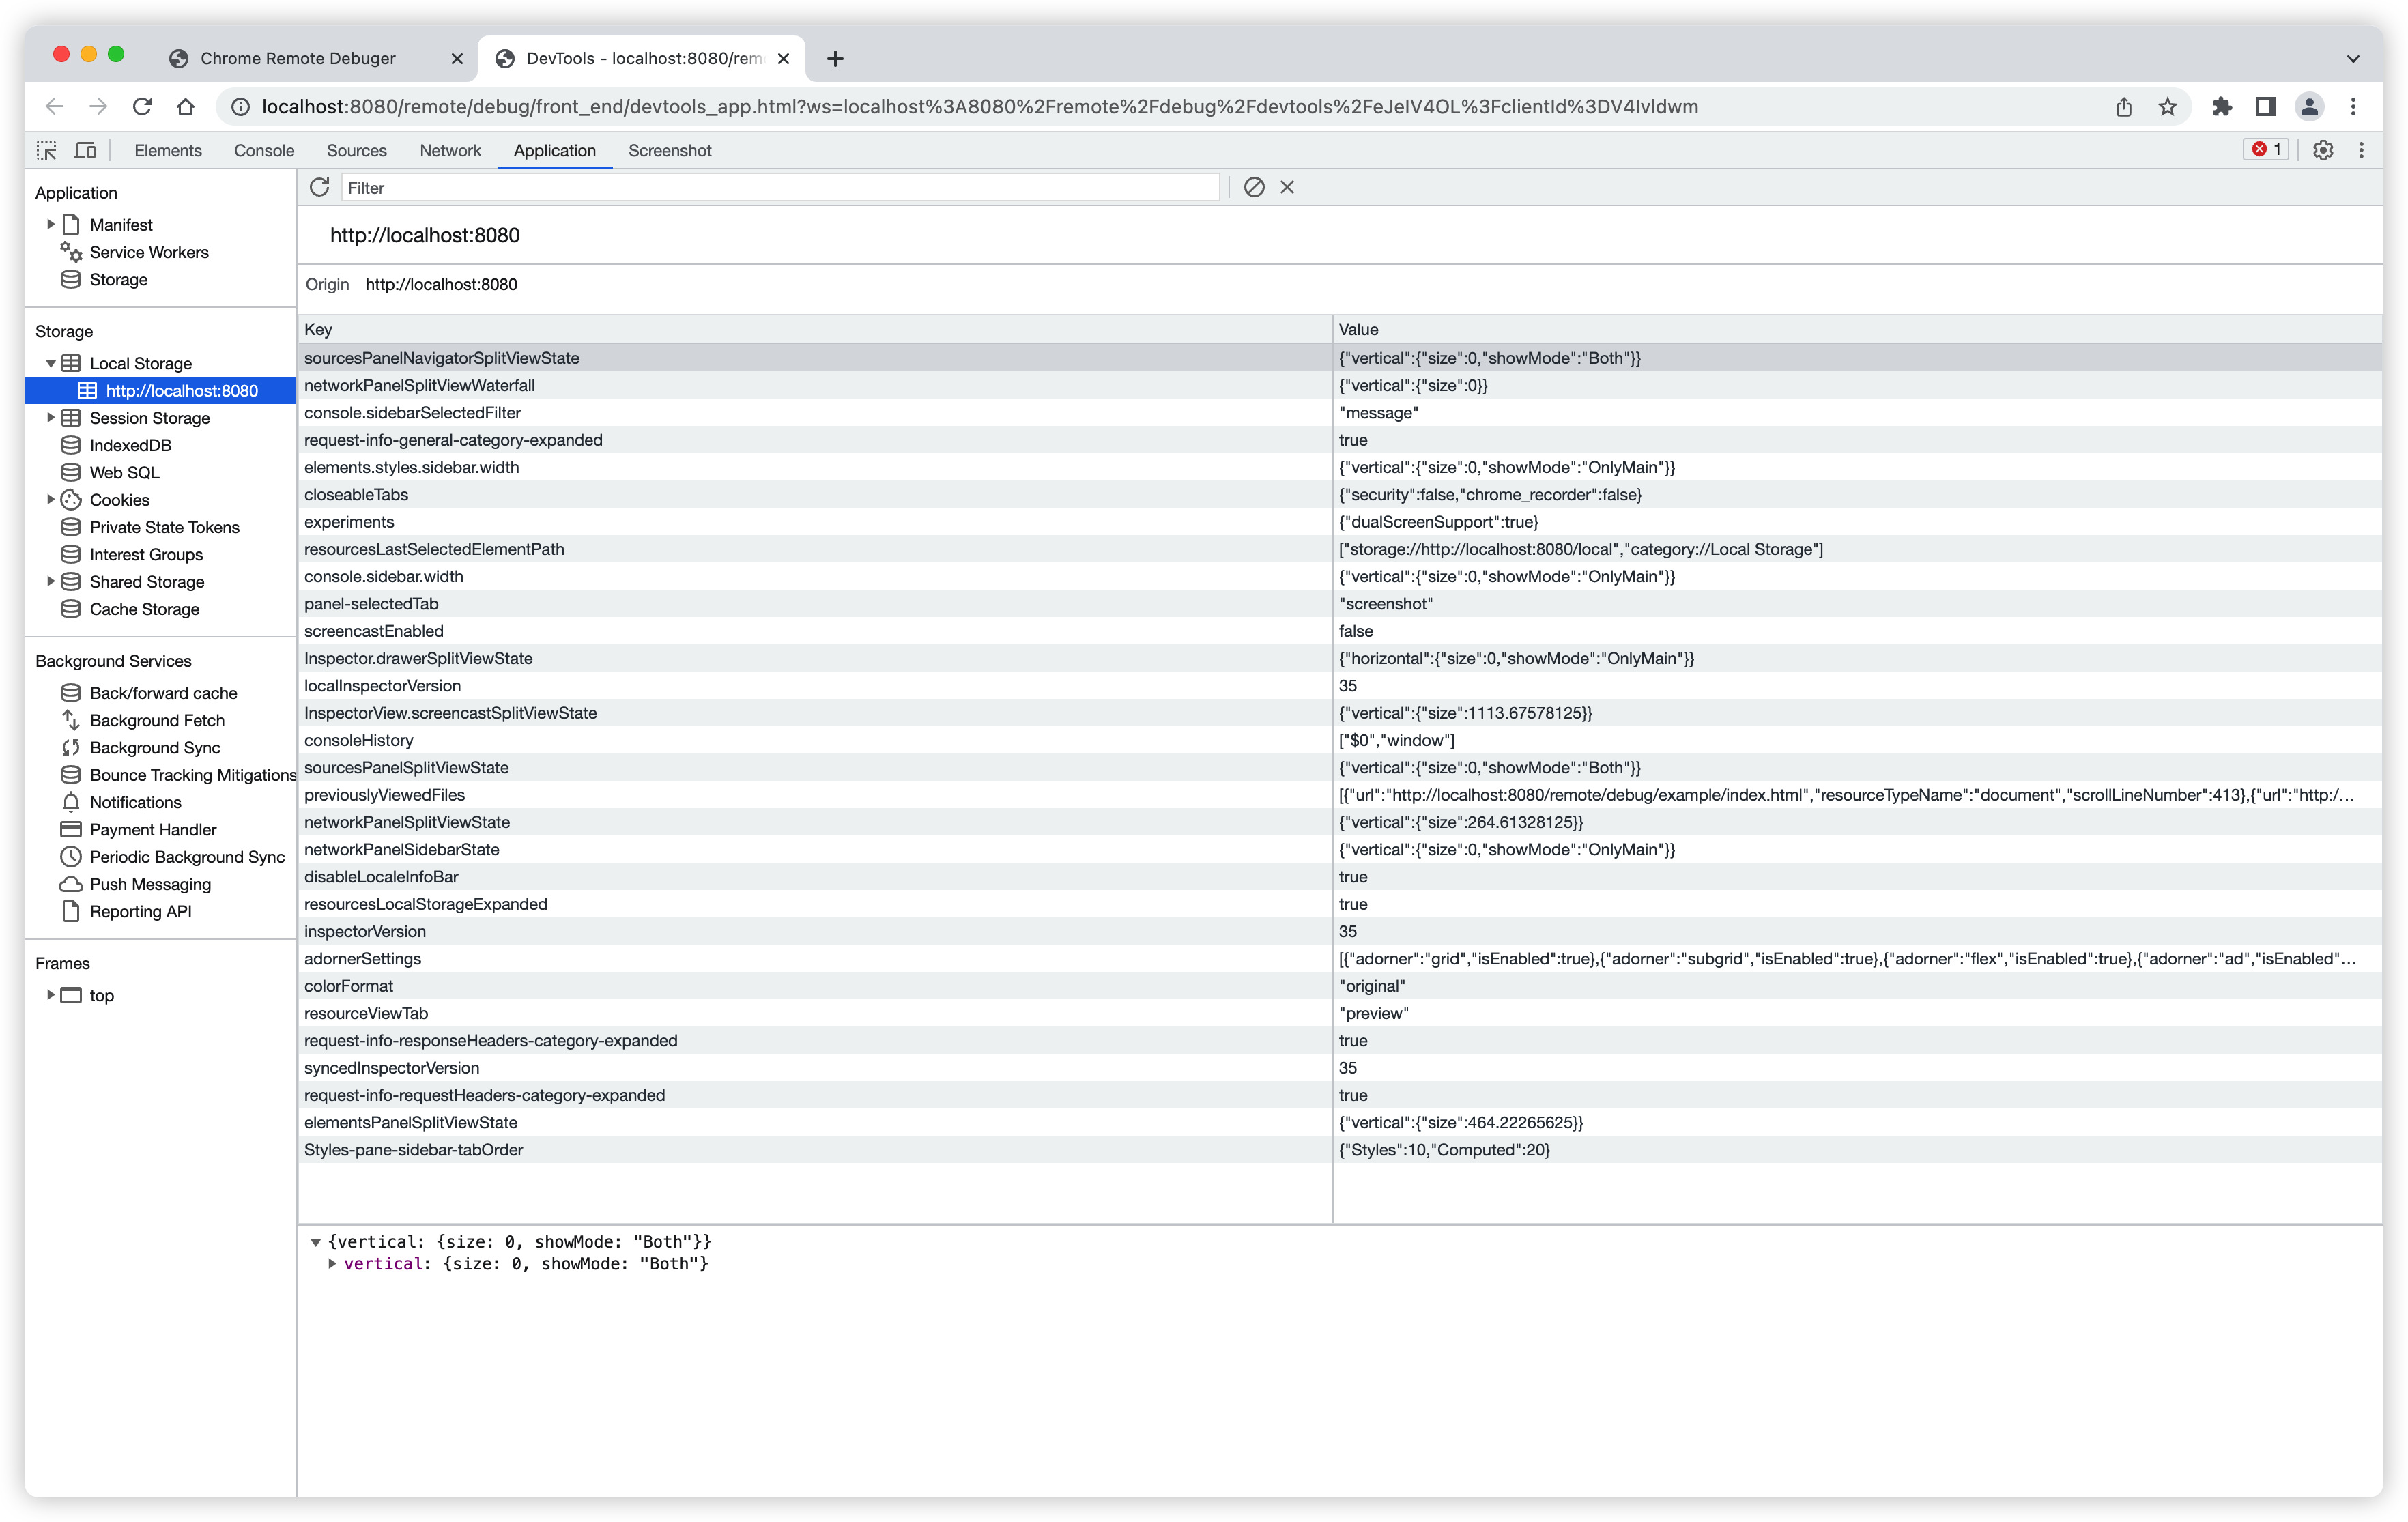 Chrome Remote Debuger
DevTools - localhost:8080/rem
localhost:8080/remote/debug/front_end/devtools_app.html?ws=localhost%3A8080%2Fremote%2Fdebug%2Fdevtools%2FeJeIV4OL%3FclientId%3DV4Ivldwm
Elements Console Sources Network Application Screenshot 1
Application
Manifest
Service Workers
Storage
Storage
Local Storage
http://localhost:8080
Session Storage
IndexedDB
Web SQL
Cookies
Private State Tokens
Interest Groups
Shared Storage
Cache Storage
Background Services
Back/forward cache
Background Fetch
Background Sync
Bounce Tracking Mitigations
Notifications
Payment Handler
Periodic Background Sync
Push Messaging
Reporting API
Frames
top
Filter
http://localhost:8080
Origin http://localhost:8080
Key Value
sourcesPanelNavigatorSplitViewState {"vertical":{"size":0,"showMode":"Both"}}
networkPanelSplitViewWaterfall {"vertical":{"size":0}}
console.sidebarSelectedFilter "message"
request-info-general-category-expanded true
elements.styles.sidebar.width {"vertical":{"size":0,"showMode":"OnlyMain"}}
closeableTabs {"security":false,"chrome_recorder":false}
experiments {"dualScreenSupport":true}
resourcesLastSelectedElementPath ["storage://http://localhost:8080/local","category://Local Storage"]
console.sidebar.width {"vertical":{"size":0,"showMode":"OnlyMain"}}
panel-selectedTab "screenshot"
screencastEnabled false
Inspector.drawerSplitViewState {"horizontal":{"size":0,"showMode":"OnlyMain"}}
localInspectorVersion 35
InspectorView.screencastSplitViewState {"vertical":{"size":1113.67578125}}
consoleHistory ["$0","window"]
sourcesPanelSplitViewState {"vertical":{"size":0,"showMode":"Both"}}
previouslyViewedFiles [{"url":"http://localhost:8080/remote/debug/example/index.html","resourceTypeName":"document","scrollLineNumber":413},{"url":"http:/…
networkPanelSplitViewState {"vertical":{"size":264.61328125}}
networkPanelSidebarState {"vertical":{"size":0,"showMode":"OnlyMain"}}
disableLocaleInfoBar true
resourcesLocalStorageExpanded true
inspectorVersion 35
adornerSettings [{"adorner":"grid","isEnabled":true},{"adorner":"subgrid","isEnabled":true},{"adorner":"flex","isEnabled":true},{"adorner":"ad","isEnabled"…
colorFormat "original"
resourceViewTab "preview"
request-info-responseHeaders-category-expanded true
syncedInspectorVersion 35
request-info-requestHeaders-category-expanded true
elementsPanelSplitViewState {"vertical":{"size":464.22265625}}
Styles-pane-sidebar-tabOrder {"Styles":10,"Computed":20}
{vertical: {size: 0, showMode: "Both"}}
vertical: {size: 0, showMode: "Both"}